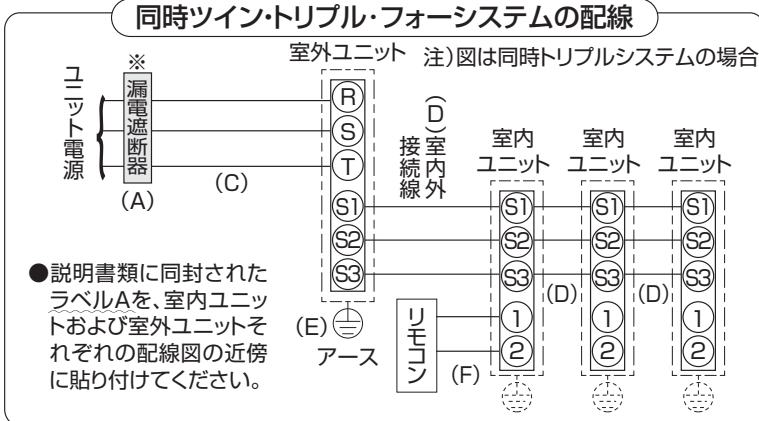 同時ツイン・トリプル・フォーシステムの配線
室外ユニット
注)図は同時トリプルシステムの場合
ユニット電源
※
漏電遮断器
(A)
(C)
R
S
T
S1
S2
S3
(D)室内外
接続線
室内
ユニット
室内
ユニット
室内
ユニット
S1
S2
S3
1
2
(D)
S1
S2
S3
1
2
(D)
S1
S2
S3
1
2
(E)
アース
リモコン
(F)
●説明書類に同封された
ラベルAを、室内ユニッ
トおよび室外ユニットそ
れぞれの配線図の近傍
に貼り付けてください。